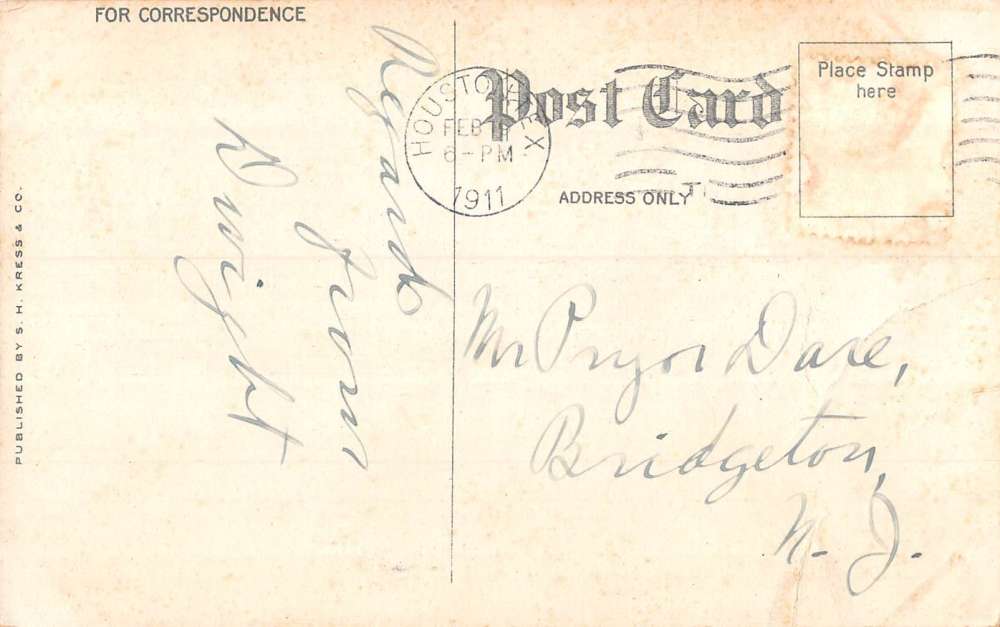 FOR CORRESPONDENCE
Regards
from
Dwight
PUBLISHED BY S. H. KRESS & CO.
Post Card
HOUSTON TEX
FEB
6-PM
1911
ADDRESS ONLY
Place Stamp
here
Mr Pryor Dare,
Bridgeton,
N. J.